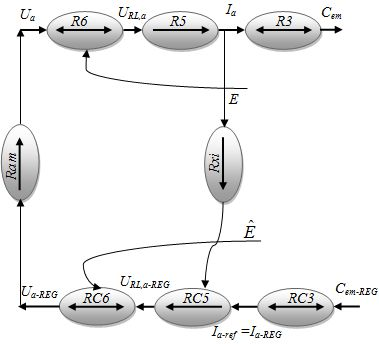 U_a R6 U_RL,a R5 I_a R3 C_em
E
Ram Rxi
Ê
U_a-REG RC6 U_RL,a-REG RC5 RC3 C_em-REG
I_a-ref =I_a-REG